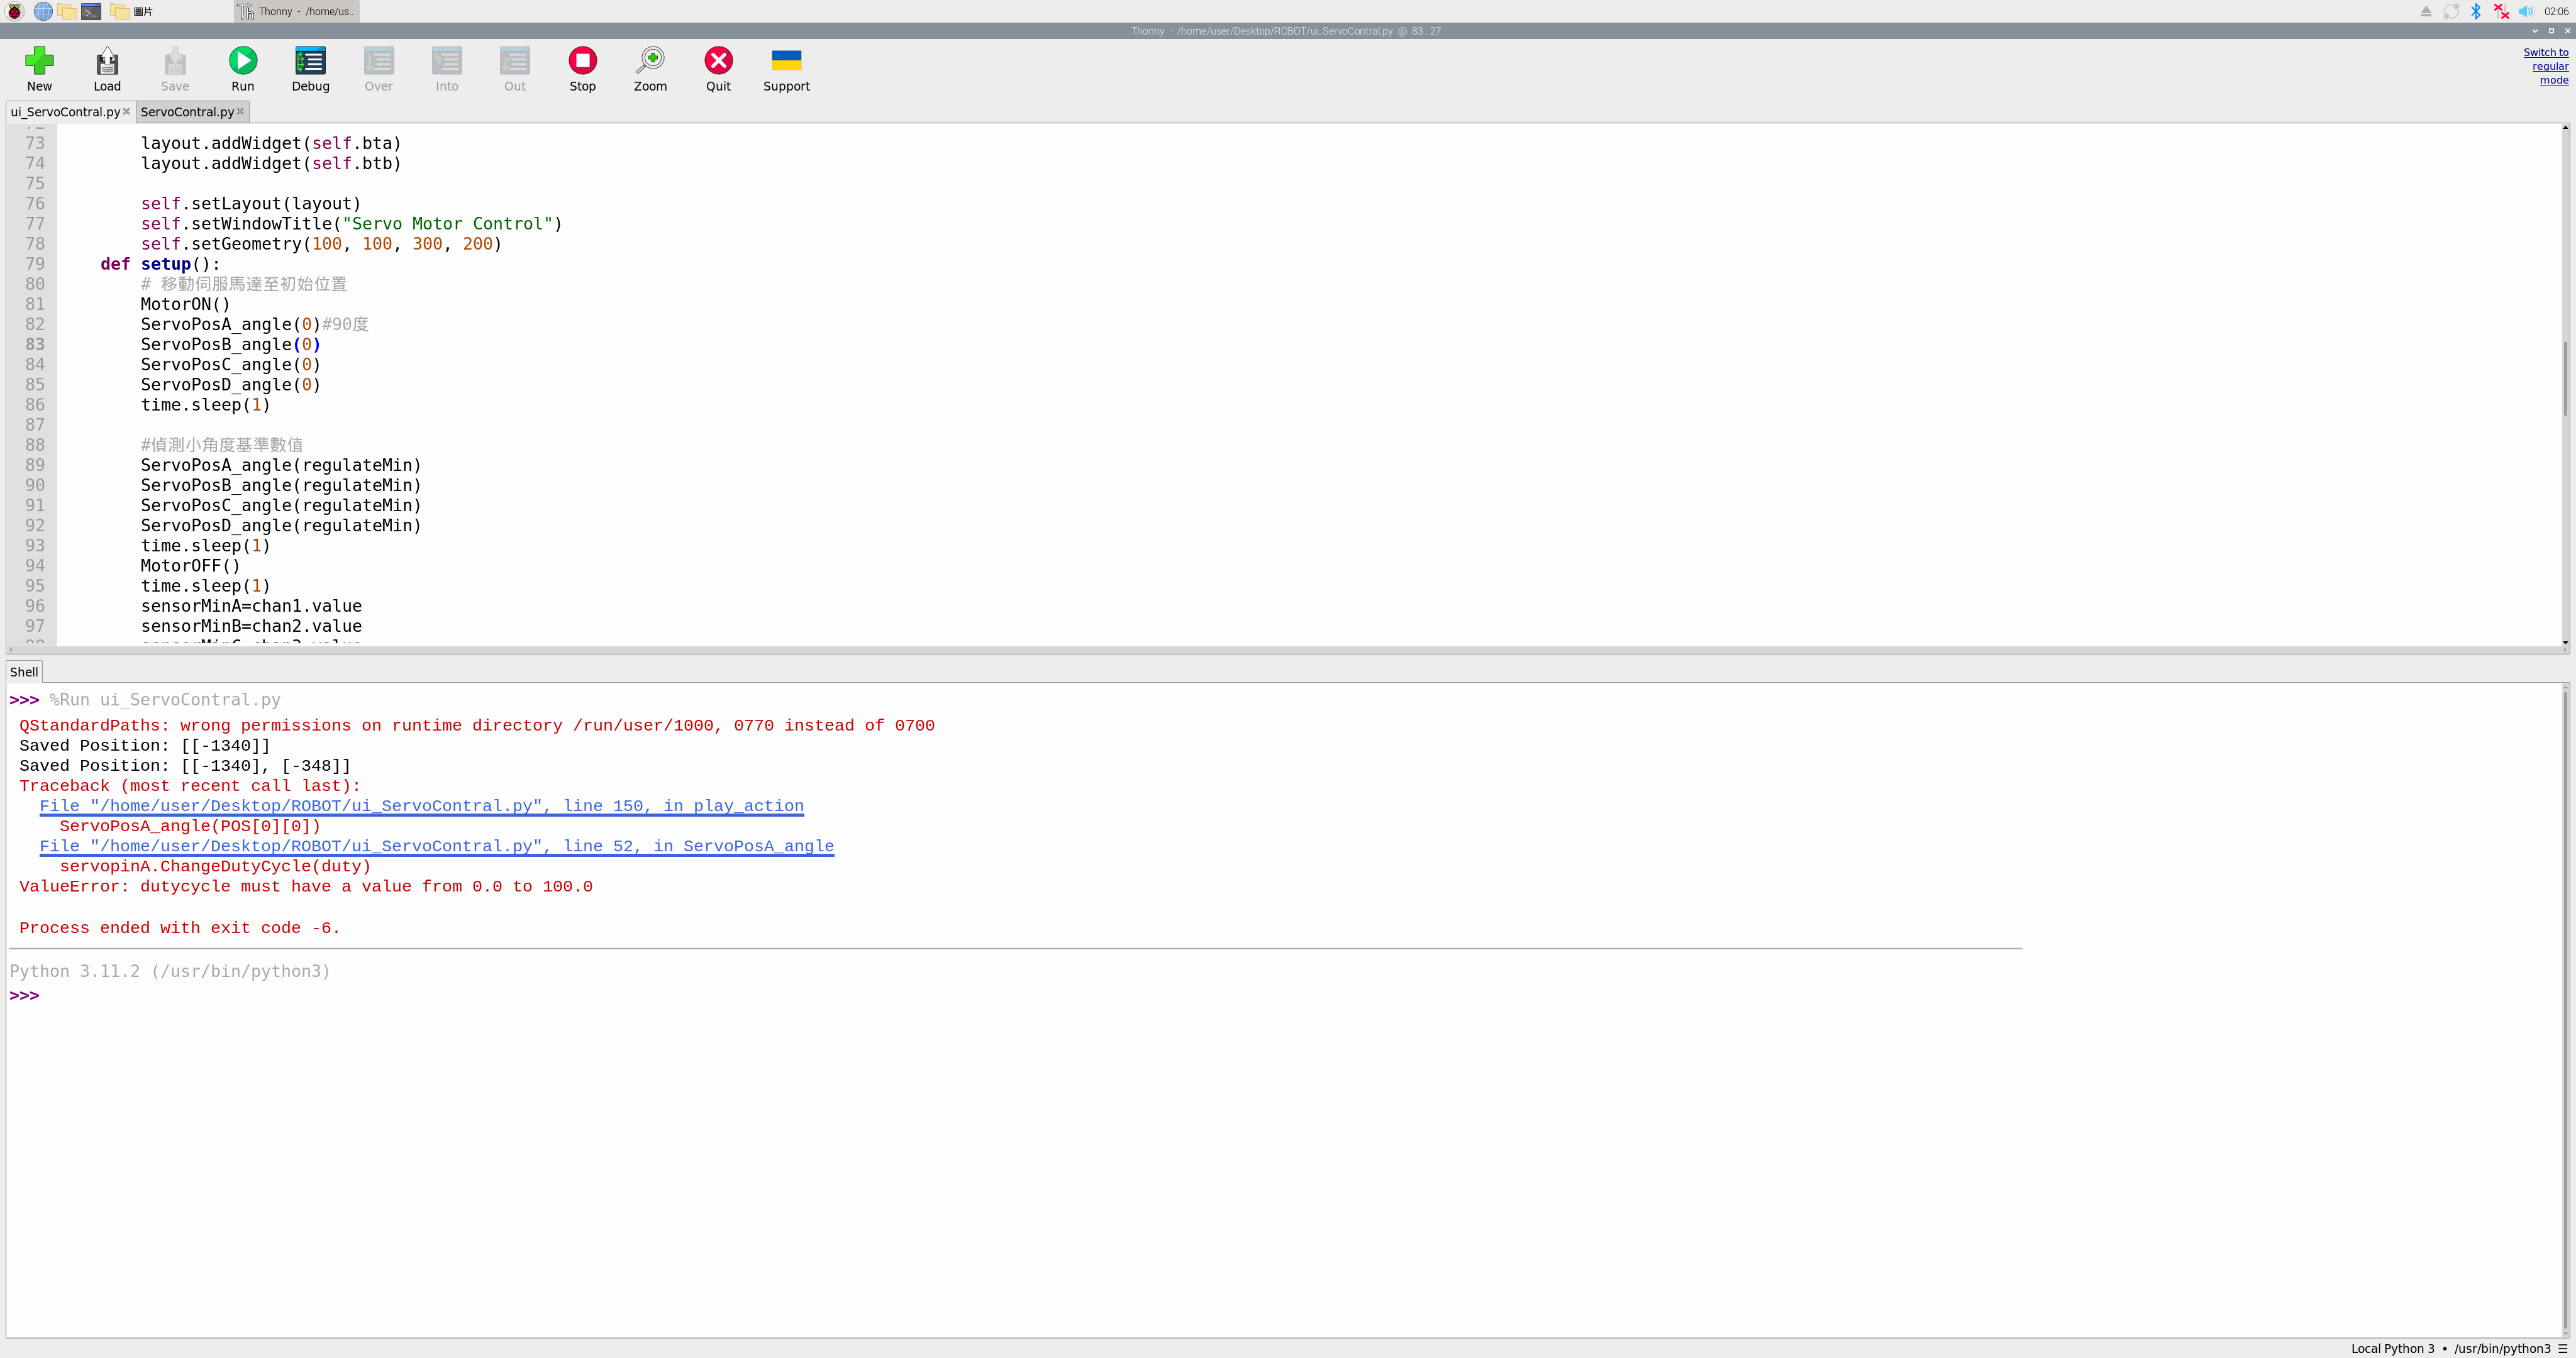 圖片
Thonny - /home/us..
02:06
Thonny - /home/user/Desktop/ROBOT/ui_ServoContral.py @ 83 : 27
New
Load
Save
Run
Debug
Over
Into
Out
Stop
Zoom
Quit
Support
Switch to
regular
mode
ui_ServoContral.py
ServoContral.py
73 layout.addWidget(self.bta)
74 layout.addWidget(self.btb)
75
76 self.setLayout(layout)
77 self.setWindowTitle("Servo Motor Control")
78 self.setGeometry(100, 100, 300, 200)
79 def setup():
80 # 移動伺服馬達至初始位置
81 MotorON()
82 ServoPosA_angle(0)#90度
83 ServoPosB_angle(0)
84 ServoPosC_angle(0)
85 ServoPosD_angle(0)
86 time.sleep(1)
87
88 #偵測小角度基準數值
89 ServoPosA_angle(regulateMin)
90 ServoPosB_angle(regulateMin)
91 ServoPosC_angle(regulateMin)
92 ServoPosD_angle(regulateMin)
93 time.sleep(1)
94 MotorOFF()
95 time.sleep(1)
96 sensorMinA=chan1.value
97 sensorMinB=chan2.value
Shell
>>> %Run ui_ServoContral.py
QStandardPaths: wrong permissions on runtime directory /run/user/1000, 0770 instead of 0700
Saved Position: [[-1340]]
Saved Position: [[-1340], [-348]]
Traceback (most recent call last):
File "/home/user/Desktop/ROBOT/ui_ServoContral.py", line 150, in play_action
ServoPosA_angle(POS[0][0])
File "/home/user/Desktop/ROBOT/ui_ServoContral.py", line 52, in ServoPosA_angle
servopinA.ChangeDutyCycle(duty)
ValueError: dutycycle must have a value from 0.0 to 100.0
Process ended with exit code -6.
Python 3.11.2 (/usr/bin/python3)
>>>
Local Python 3 • /usr/bin/python3 ☰